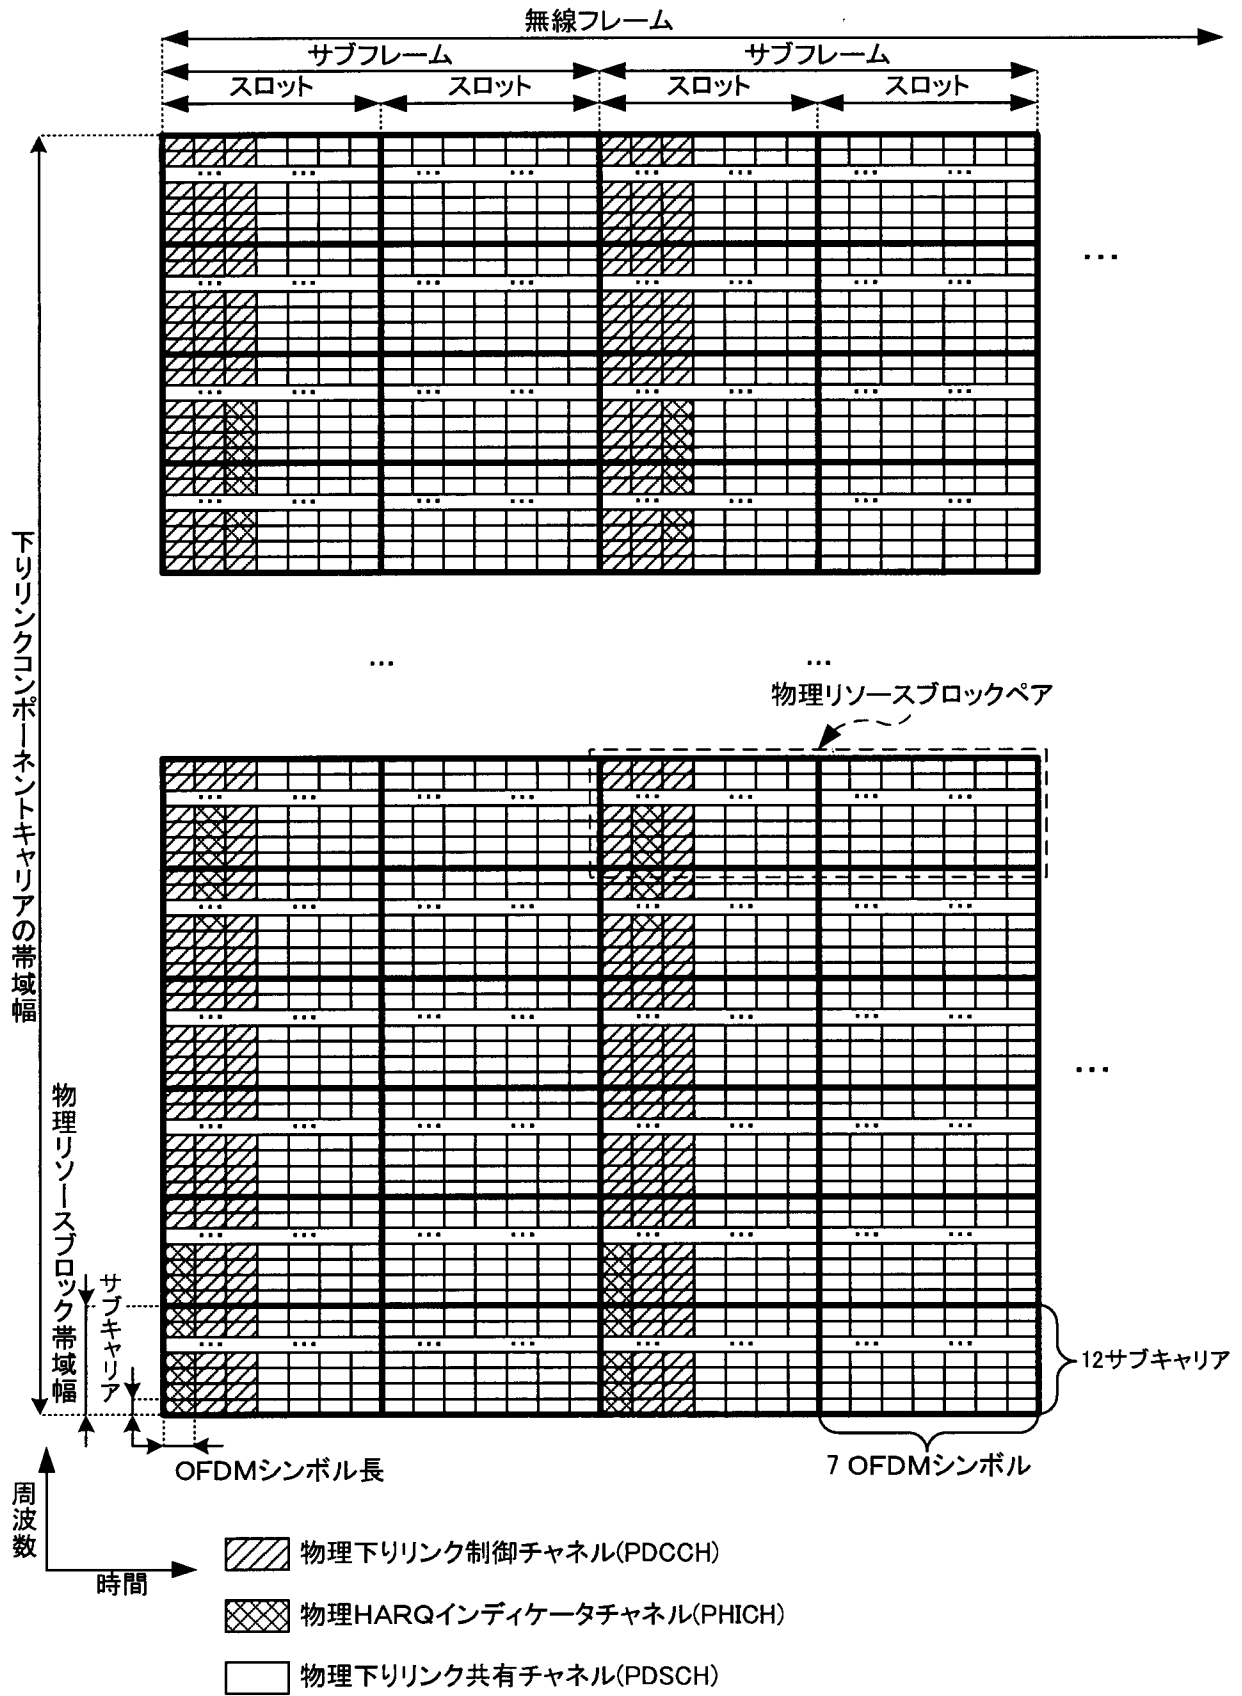 無線フレーム
サブフレーム
サブフレーム
スロット
スロット
スロット
スロット
下りリンクコンポーネントキャリアの帯域幅
物理リソースブロックペア
物理リソースブロック帯域幅
サブキャリア
12サブキャリア
OFDMシンボル長
7 OFDMシンボル
周波数
時間
物理下りリンク制御チャネル(PDCCH)
物理HARQインディケータチャネル(PHICH)
物理下りリンク共有チャネル(PDSCH)